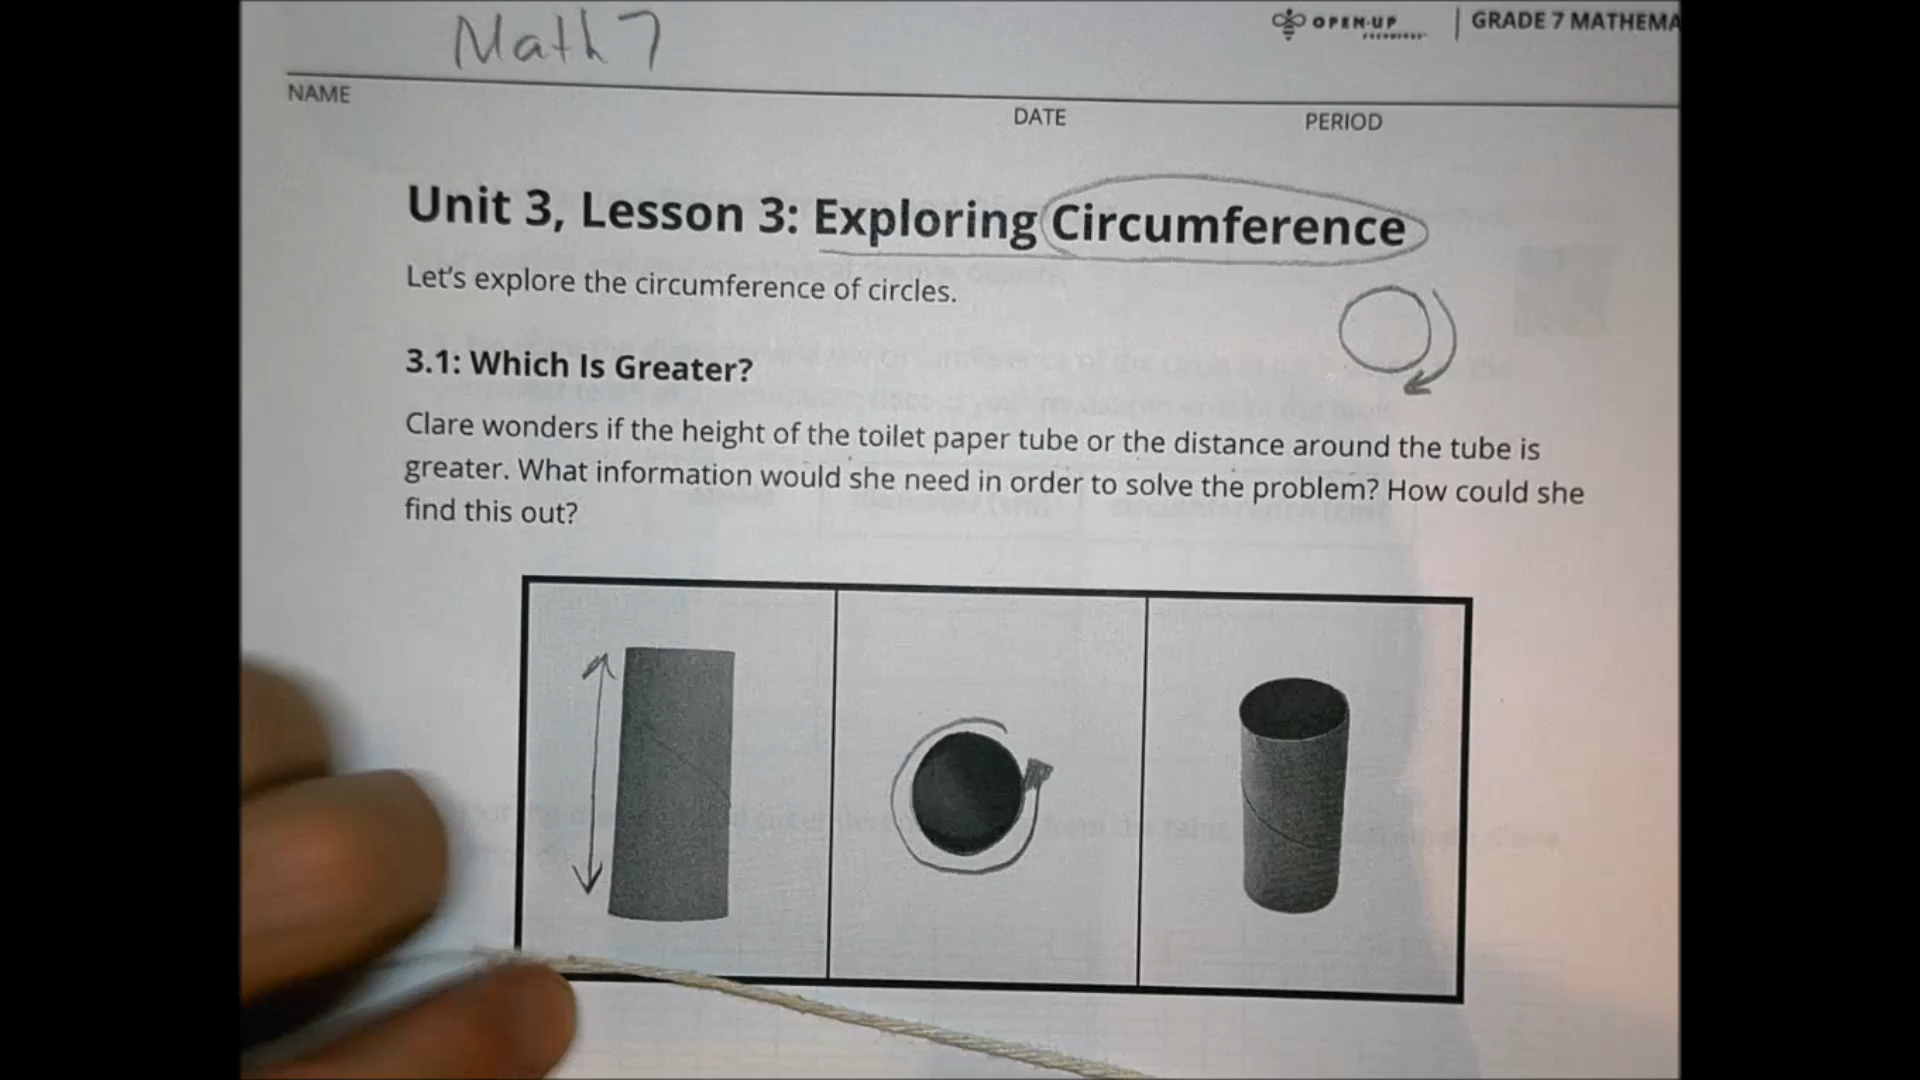 Math 7
OPEN-UP
GRADE 7 MATHEMA
NAME
DATE
PERIOD
Unit 3, Lesson 3: Exploring Circumference
Let's explore the circumference of circles.
3.1: Which Is Greater?
Clare wonders if the height of the toilet paper tube or the distance around the tube is
greater. What information would she need in order to solve the problem? How could she
find this out?